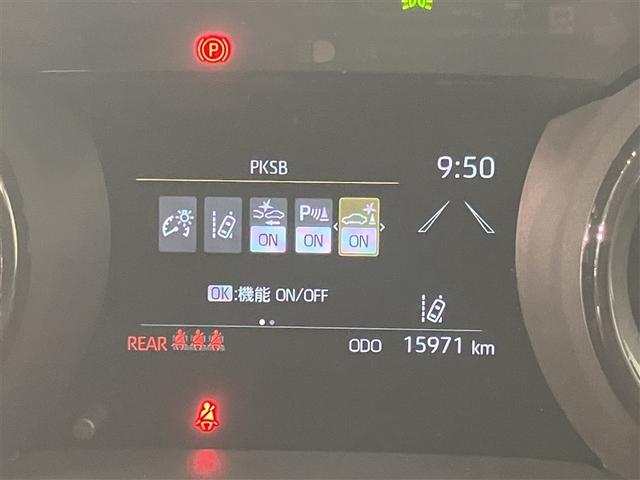 P
PKSB
9:50
P
ON
ON
ON
OK:機能 ON/OFF
REAR
ODO 15971 km